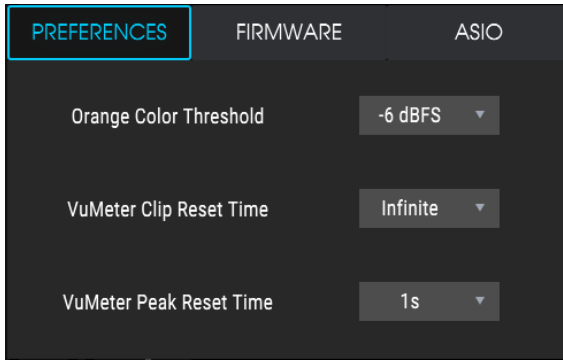 PREFERENCES FIRMWARE ASIO
Orange Color Threshold -6 dBFS
VuMeter Clip Reset Time Infinite
VuMeter Peak Reset Time 1s